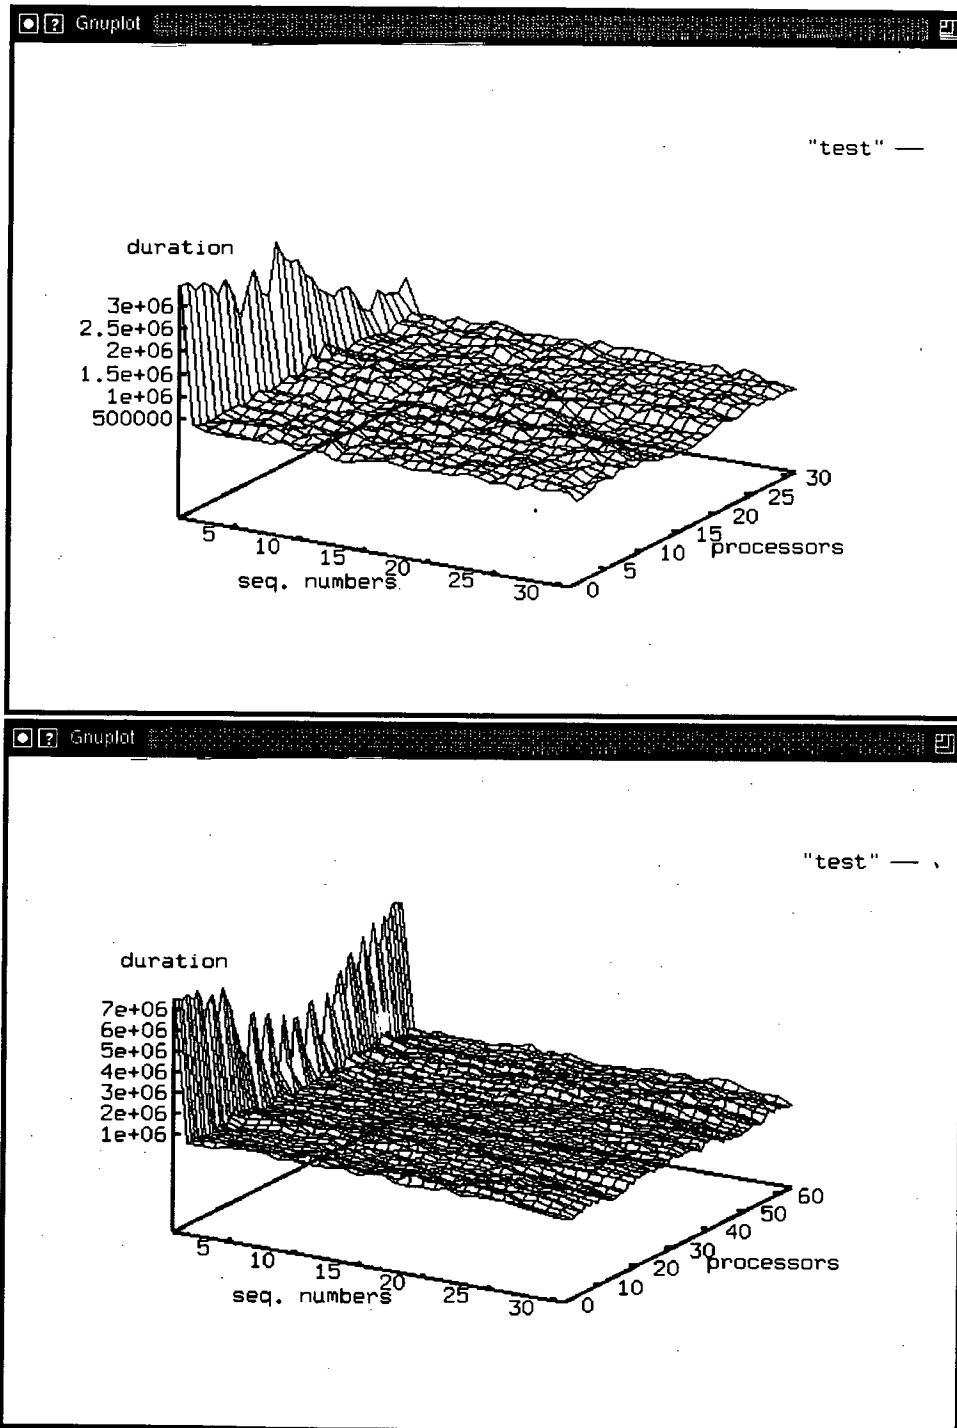 Gnuplot
"test"
duration
3e+06
2.5e+06
2e+06
1.5e+06
1e+06
500000
5
10
15
20
25
30
seq. numbers
0
5
10
15
20
25
30
processors
Gnuplot
"test"
duration
7e+06
6e+06
5e+06
4e+06
3e+06
2e+06
1e+06
5
10
15
20
25
30
seq. numbers
0
10
20
30
40
50
60
processors